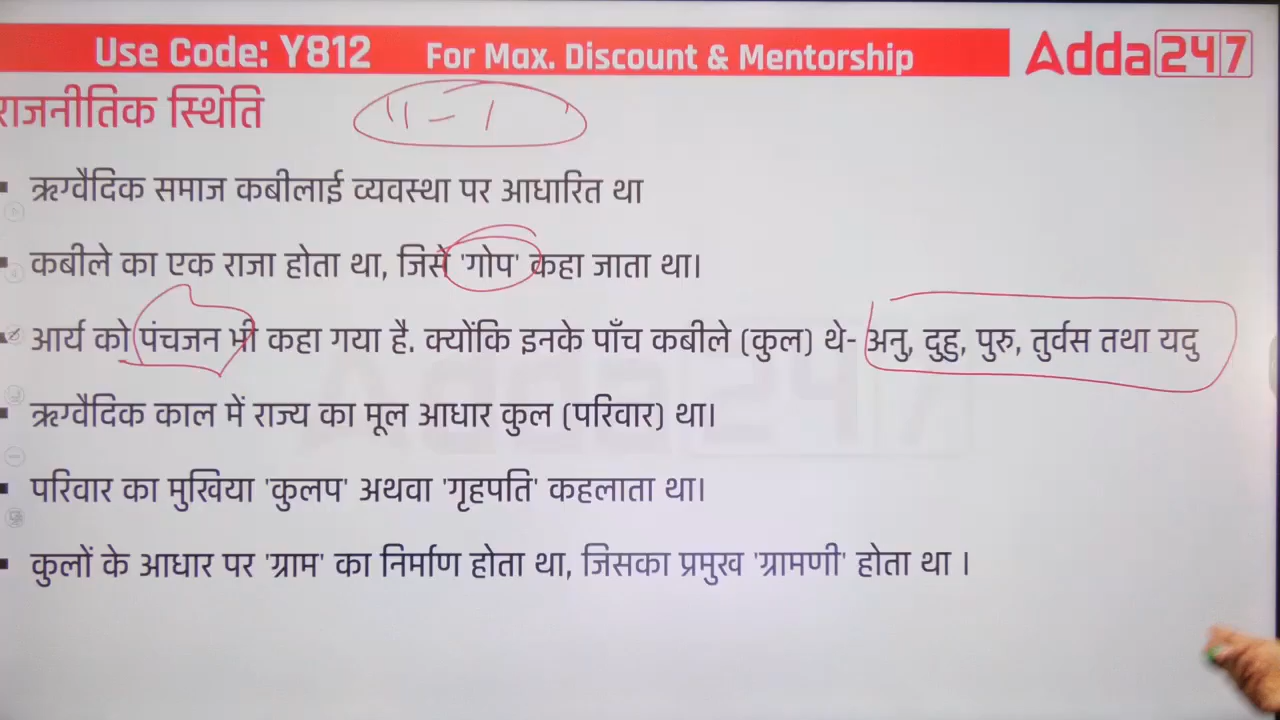 Use Code: Y812 For Max. Discount & Mentorship Adda247
राजनीतिक स्थिति
ऋग्वैदिक समाज कबीलाई व्यवस्था पर आधारित था
कबीले का एक राजा होता था, जिसे 'गोप' कहा जाता था।
आर्य को पंचजन भी कहा गया है. क्योंकि इनके पाँच कबीले (कुल) थे- अनु, दुहु, पुरु, तुर्वस तथा यदु
ऋग्वैदिक काल में राज्य का मूल आधार कुल (परिवार) था।
परिवार का मुखिया 'कुलप' अथवा 'गृहपति' कहलाता था।
कुलों के आधार पर 'ग्राम' का निर्माण होता था, जिसका प्रमुख 'ग्रामणी' होता था ।